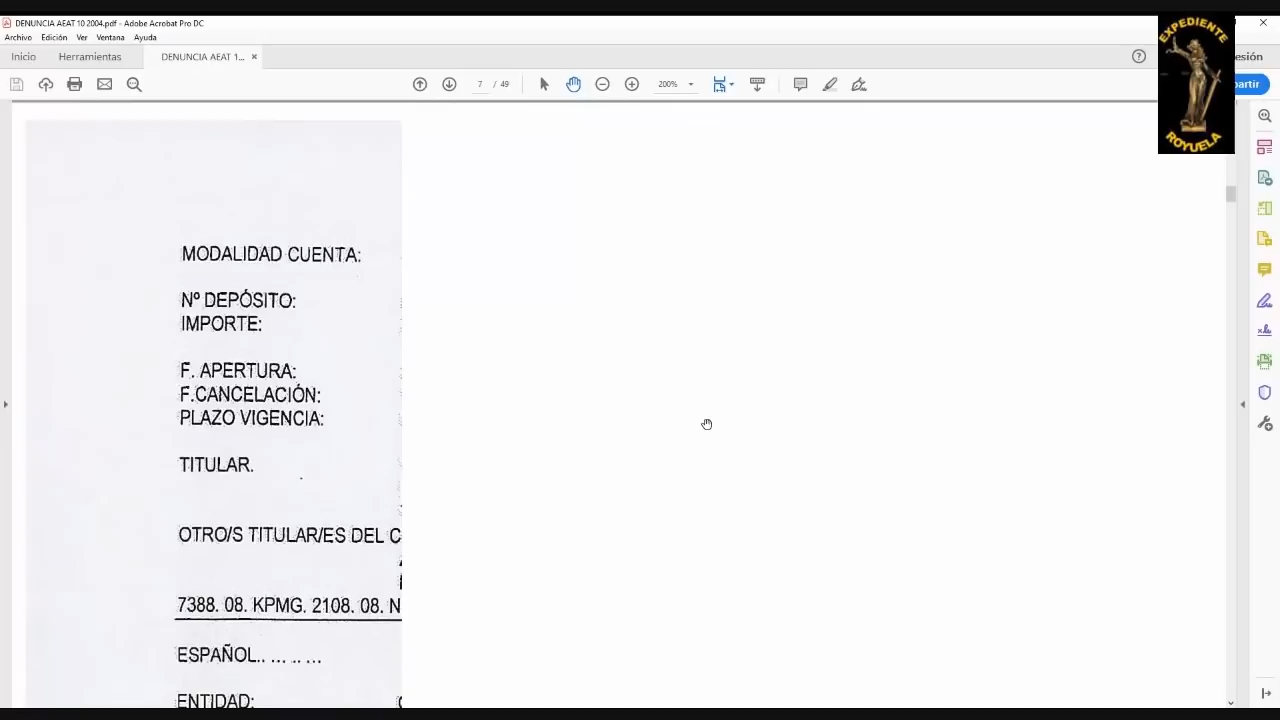 DENUNCIA AEAT 10 2004.pdf - Adobe Acrobat Pro DC
Archivo Edición Ver Ventana Ayuda
Inicio Herramientas DENUNCIA AEAT 1... × esión
7 / 49 200% partir
EXPEDIENTE
ROYUELA
MODALIDAD CUENTA:
Nº DEPÓSITO:
IMPORTE:
F. APERTURA:
F.CANCELACIÓN:
PLAZO VIGENCIA:
TITULAR.
OTRO/S TITULAR/ES DEL C
7388. 08. KPMG. 2108. 08. N
ESPAÑOL.. ... .. ...
ENTIDAD: